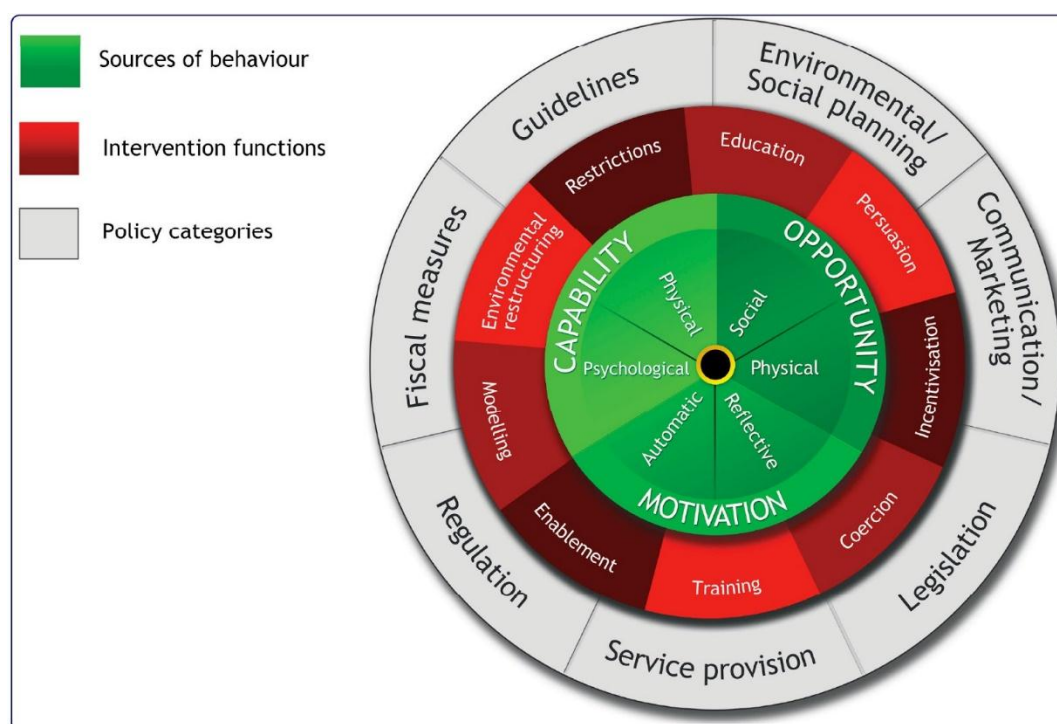 Sources of behaviour
Intervention functions
Policy categories
Guidelines
Environmental/
Social planning
Communication/
Marketing
Legislation
Service provision
Regulation
Fiscal measures
Restrictions
Education
Persuasion
Incentivisation
Coercion
Training
Enablement
Modelling
Environmental
restructuring
CAPABILITY
OPPORTUNITY
MOTIVATION
Physical
Social
Psychological
Physical
Automatic
Reflective